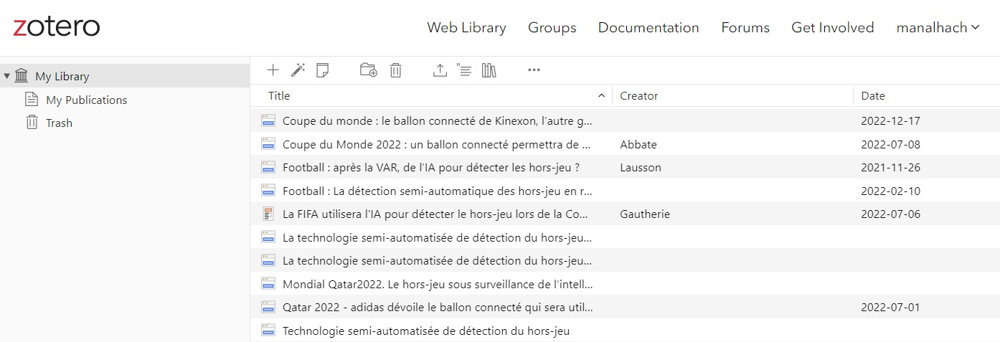 zotero
Web Library Groups Documentation Forums Get Involved manalhach
My Library
My Publications
Trash
Title Creator Date
Coupe du monde : le ballon connecté de Kinexon, l’autre g... 2022-12-17
Coupe du Monde 2022 : un ballon connecté permettra de ... Abbate 2022-07-08
Football : après la VAR, de l’IA pour détecter les hors-jeu ? Lausson 2021-11-26
Football : La détection semi-automatique des hors-jeu en r... 2022-02-10
La FIFA utilisera l'IA pour détecter le hors-jeu lors de la Co... Gautherie 2022-07-06
La technologie semi-automatisée de détection du hors-jeu...
La technologie semi-automatisée de détection du hors-jeu...
Mondial Qatar2022. Le hors-jeu sous surveillance de l’intell...
Qatar 2022 - adidas dévoile le ballon connecté qui sera util... 2022-07-01
Technologie semi-automatisée de détection du hors-jeu